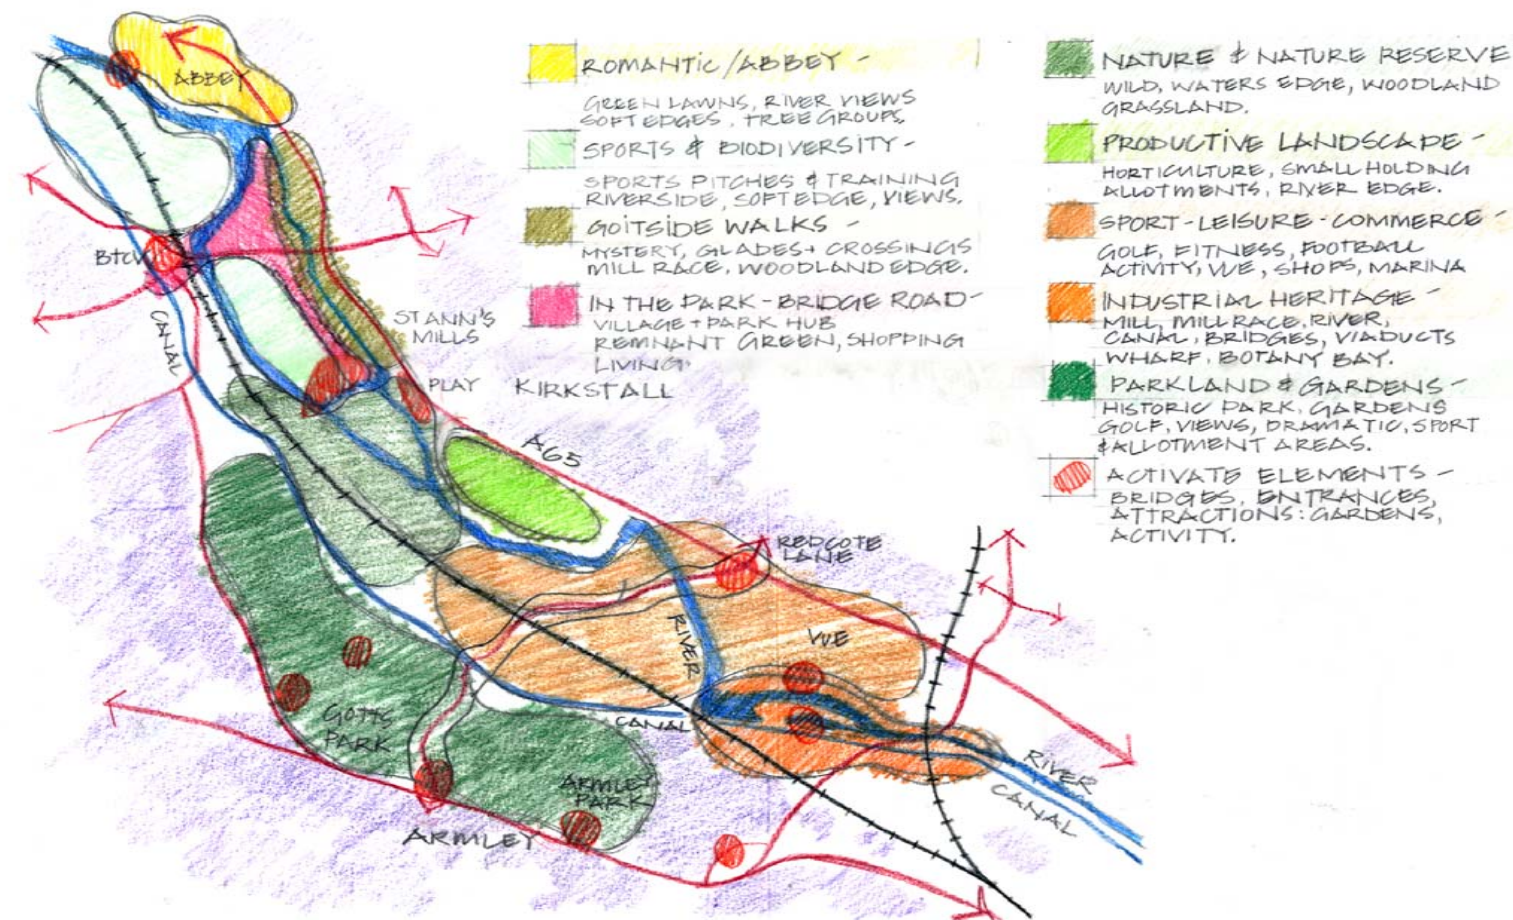 ABBEY
BTCV
CANAL
ST ANN'S
MILLS
PLAY
KIRKSTALL
A65
REDCOTE
LANE
RIVER
VUE
GOTTS
PARK
CANAL
ARMLEY
PARK
ARMLEY
RIVER
CANAL
ROMANTIC/ABBEY -
GREEN LAWNS, RIVER VIEWS
SOFT EDGES, TREE GROUPS.
SPORTS & BIODIVERSITY -
SPORTS PITCHES & TRAINING
RIVERSIDE, SOFT EDGE, VIEWS.
GOITSIDE WALKS -
MYSTERY, GLADES + CROSSINGS
MILL RACE, WOODLAND EDGE.
IN THE PARK - BRIDGE ROAD -
VILLAGE + PARK HUB
REMNANT GREEN, SHOPPING
LIVING.
NATURE & NATURE RESERVE
WILD, WATERS EDGE, WOODLAND
GRASSLAND.
PRODUCTIVE LANDSCAPE -
HORTICULTURE, SMALL HOLDING
ALLOTMENTS, RIVER EDGE.
SPORT - LEISURE - COMMERCE -
GOLF, FITNESS, FOOTBALL
ACTIVITY, VUE, SHOPS, MARINA
INDUSTRIAL HERITAGE -
MILL, MILL RACE, RIVER,
CANAL, BRIDGES, VIADUCTS
WHARF, BOTANY BAY.
PARKLAND & GARDENS -
HISTORIC PARK, GARDENS
GOLF, VIEWS, DRAMATIC, SPORT
& ALLOTMENT AREAS.
ACTIVATE ELEMENTS -
BRIDGES, ENTRANCES,
ATTRACTIONS: GARDENS,
ACTIVITY.